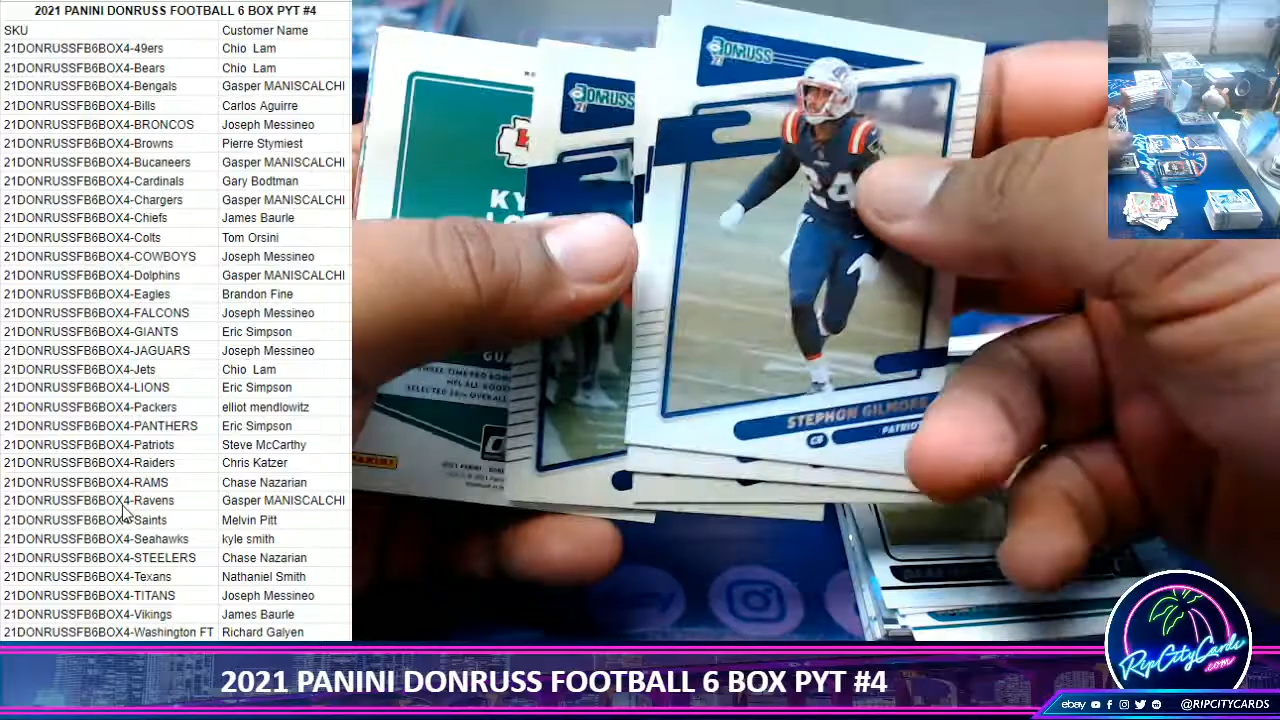 2021 PANINI DONRUSS FOOTBALL 6 BOX PYT #4
SKU Customer Name
21DONRUSSFB6BOX4-49ers Chio Lam
21DONRUSSFB6BOX4-Bears Chio Lam
21DONRUSSFB6BOX4-Bengals Gasper MANISCALCHI
21DONRUSSFB6BOX4-Bills Carlos Aguirre
21DONRUSSFB6BOX4-BRONCOS Joseph Messineo
21DONRUSSFB6BOX4-Browns Pierre Stymiest
21DONRUSSFB6BOX4-Bucaneers Gasper MANISCALCHI
21DONRUSSFB6BOX4-Cardinals Gary Bodtman
21DONRUSSFB6BOX4-Chargers Gasper MANISCALCHI
21DONRUSSFB6BOX4-Chiefs James Baurle
21DONRUSSFB6BOX4-Colts Tom Orsini
21DONRUSSFB6BOX4-COWBOYS Joseph Messineo
21DONRUSSFB6BOX4-Dolphins Gasper MANISCALCHI
21DONRUSSFB6BOX4-Eagles Brandon Fine
21DONRUSSFB6BOX4-FALCONS Joseph Messineo
21DONRUSSFB6BOX4-GIANTS Eric Simpson
21DONRUSSFB6BOX4-JAGUARS Joseph Messineo
21DONRUSSFB6BOX4-Jets Chio Lam
21DONRUSSFB6BOX4-LIONS Eric Simpson
21DONRUSSFB6BOX4-Packers elliot mendlowitz
21DONRUSSFB6BOX4-PANTHERS Eric Simpson
21DONRUSSFB6BOX4-Patriots Steve McCarthy
21DONRUSSFB6BOX4-Raiders Chris Katzer
21DONRUSSFB6BOX4-RAMS Chase Nazarian
21DONRUSSFB6BOX4-Ravens Gasper MANISCALCHI
21DONRUSSFB6BOX4-Saints Melvin Pitt
21DONRUSSFB6BOX4-Seahawks kyle smith
21DONRUSSFB6BOX4-STEELERS Chase Nazarian
21DONRUSSFB6BOX4-Texans Nathaniel Smith
21DONRUSSFB6BOX4-TITANS Joseph Messineo
21DONRUSSFB6BOX4-Vikings James Baurle
21DONRUSSFB6BOX4-Washington FT Richard Galyen
DONRUSS
DONRUSS
24
KY
STEPHON GILMORE
CB
PANINI
RipCityCards
.com
2021 PANINI DONRUSS FOOTBALL 6 BOX PYT #4
ebay @RIPCITYCARDS